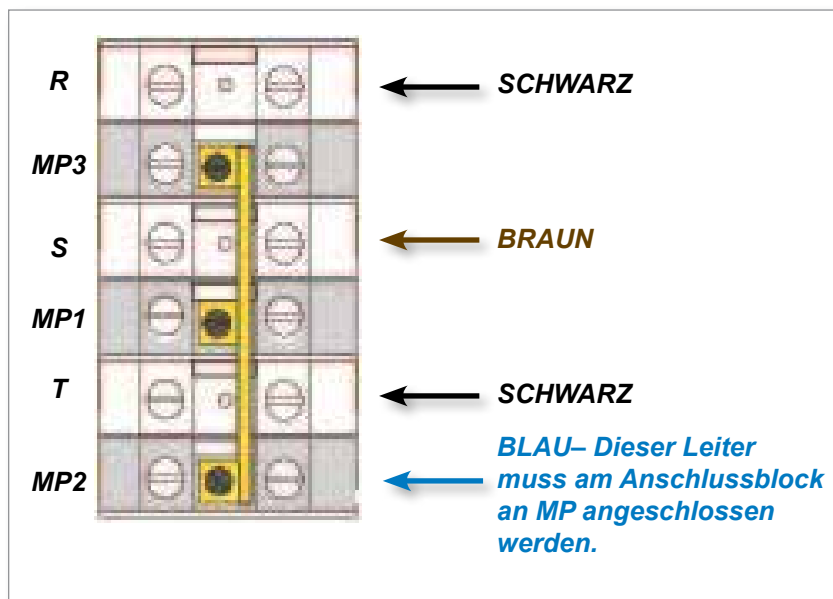 R
SCHWARZ
MP3
S
BRAUN
MP1
T
SCHWARZ
MP2
BLAU– Dieser Leiter
muss am Anschlussblock
an MP angeschlossen
werden.